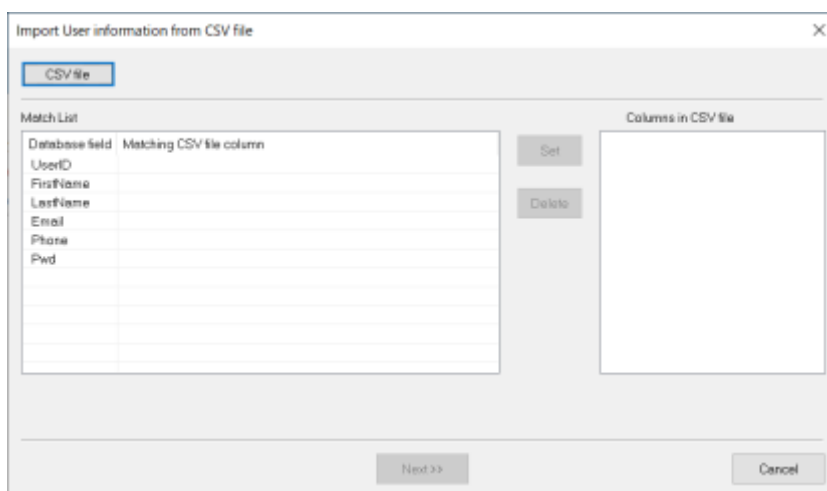 Import User information from CSV file
CSV file
Match List
Columns in CSV file
Database field Matching CSV file column
UserID
FirstName
LastName
Email
Phone
Pwd
Set
Delete
Next >>
Cancel